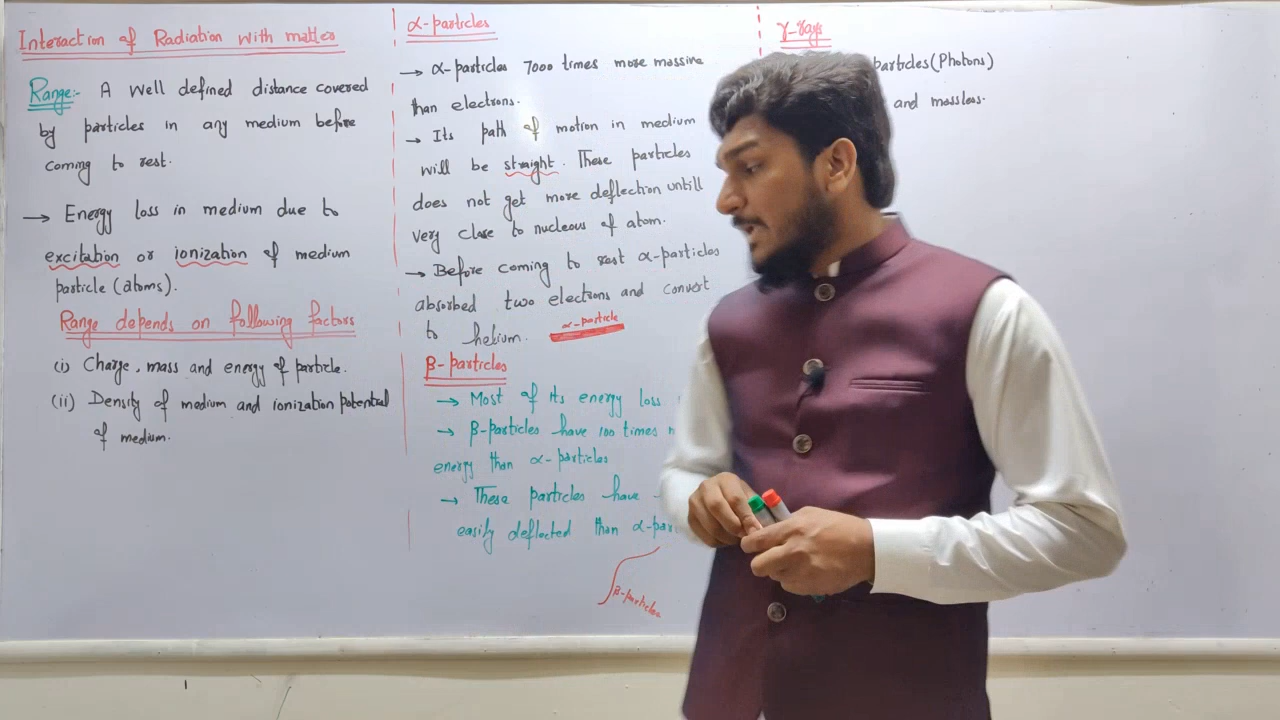 Interaction of Radiation with matter
Range:- A well defined distance covered
by particles in any medium before
coming to rest.
→ Energy loss in medium due to
excitation or ionization of medium
particle (atoms).
Range depends on following factors
(i) Charge, mass and energy of particle.
(ii) Density of medium and ionization potential
of medium.
α-particles
→ α-particles 7000 times more massive
than electrons.
→ Its path of motion in medium
will be straight. These particles
does not get more deflection untill
very close to nucleous of atom.
→ Before coming to rest α-particles
absorbed two electrons and convert
to helium.
α-particle
β-particles
→ Most of its energy loss
→ β-Particles have 100 times
energy than α-particles
→ These particles have
easily deflected than
β-particles
γ-rays
particles (Photons)
and massless.